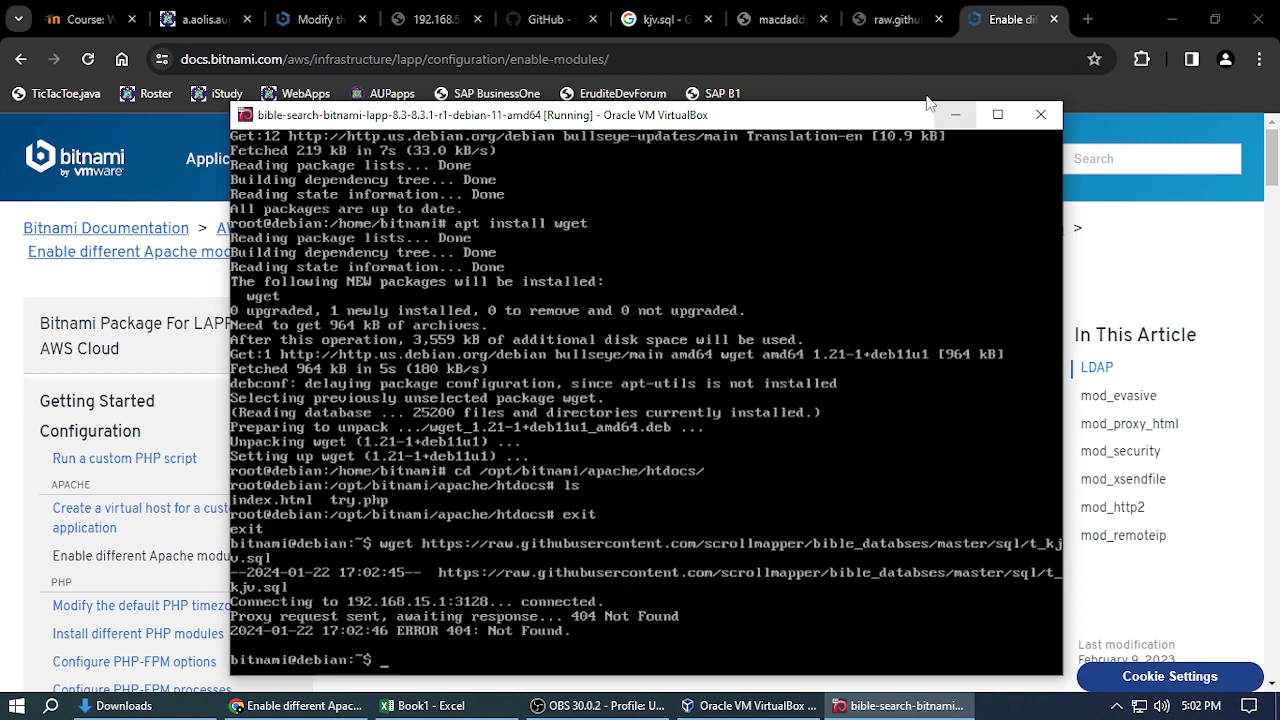 Course: W
a.aolis.aup
Modify th
192.168.5
GitHub - s
kjv.sql - G
macdaddy
raw.githu
Enable dif
docs.bitnami.com/aws/infrastructure/lapp/configuration/enable-modules/
TicTacJove.js
Roster
iStudy
WebApps
AUPapps
SAP BusinessOne
EruditeDevForum
SAP B1
bible-search-bitnami-lapp-8.3-8.3.1-r1-debian-11-amd64 [Running] - Oracle VM VirtualBox
bitnami
by vmware
Applic
Search
Bitnami Documentation > AW
>
Enable different Apache mod
Bitnami Package For LAPP
AWS Cloud
Getting Started
Configuration
Run a custom PHP script
APACHE
Create a virtual host for a custo
application
Enable different Apache modu
PHP
Modify the default PHP timezo
Install different PHP modules
Configure PHP-FPM options
Configure PHP-FPM processes
Get:12 http://http.us.debian.org/debian bullseye-updates/main Translation-en [10.9 kB]
Fetched 219 kB in 7s (33.0 kB/s)
Reading package lists... Done
Building dependency tree... Done
Reading state information... Done
All packages are up to date.
root@debian:/home/bitnami# apt install wget
Reading package lists... Done
Building dependency tree... Done
Reading state information... Done
The following NEW packages will be installed:
wget
0 upgraded, 1 newly installed, 0 to remove and 0 not upgraded.
Need to get 964 kB of archives.
After this operation, 3,559 kB of additional disk space will be used.
Get:1 http://http.us.debian.org/debian bullseye/main amd64 wget amd64 1.21-1+deb11u1 [964 kB]
Fetched 964 kB in 5s (180 kB/s)
debconf: delaying package configuration, since apt-utils is not installed
Selecting previously unselected package wget.
(Reading database ... 25200 files and directories currently installed.)
Preparing to unpack .../wget_1.21-1+deb11u1_amd64.deb ...
Unpacking wget (1.21-1+deb11u1) ...
Setting up wget (1.21-1+deb11u1) ...
root@debian:/home/bitnami# cd /opt/bitnami/apache/htdocs/
root@debian:/opt/bitnami/apache/htdocs# ls
index.html try.php
root@debian:/opt/bitnami/apache/htdocs# exit
exit
bitnami@debian:~$ wget https://raw.githubusercontent.com/scrollmapper/bible_databses/master/sql/t_kj
v.sql
--2024-01-22 17:02:45-- https://raw.githubusercontent.com/scrollmapper/bible_databses/master/sql/t_
kjv.sql
Connecting to 192.168.15.1:3128... connected.
Proxy request sent, awaiting response... 404 Not Found
2024-01-22 17:02:46 ERROR 404: Not Found.
bitnami@debian:~$ _
In This Article
LDAP
mod_evasive
mod_proxy_html
mod_security
mod_xsendfile
mod_http2
mod_remoteip
Last modification
February 9, 2023
Cookie Settings
Downloads
Enable different Apac...
Book1 - Excel
OBS 30.0.2 - Profile: U...
Oracle VM VirtualBox ...
bible-search-bitnami...
5:02 PM